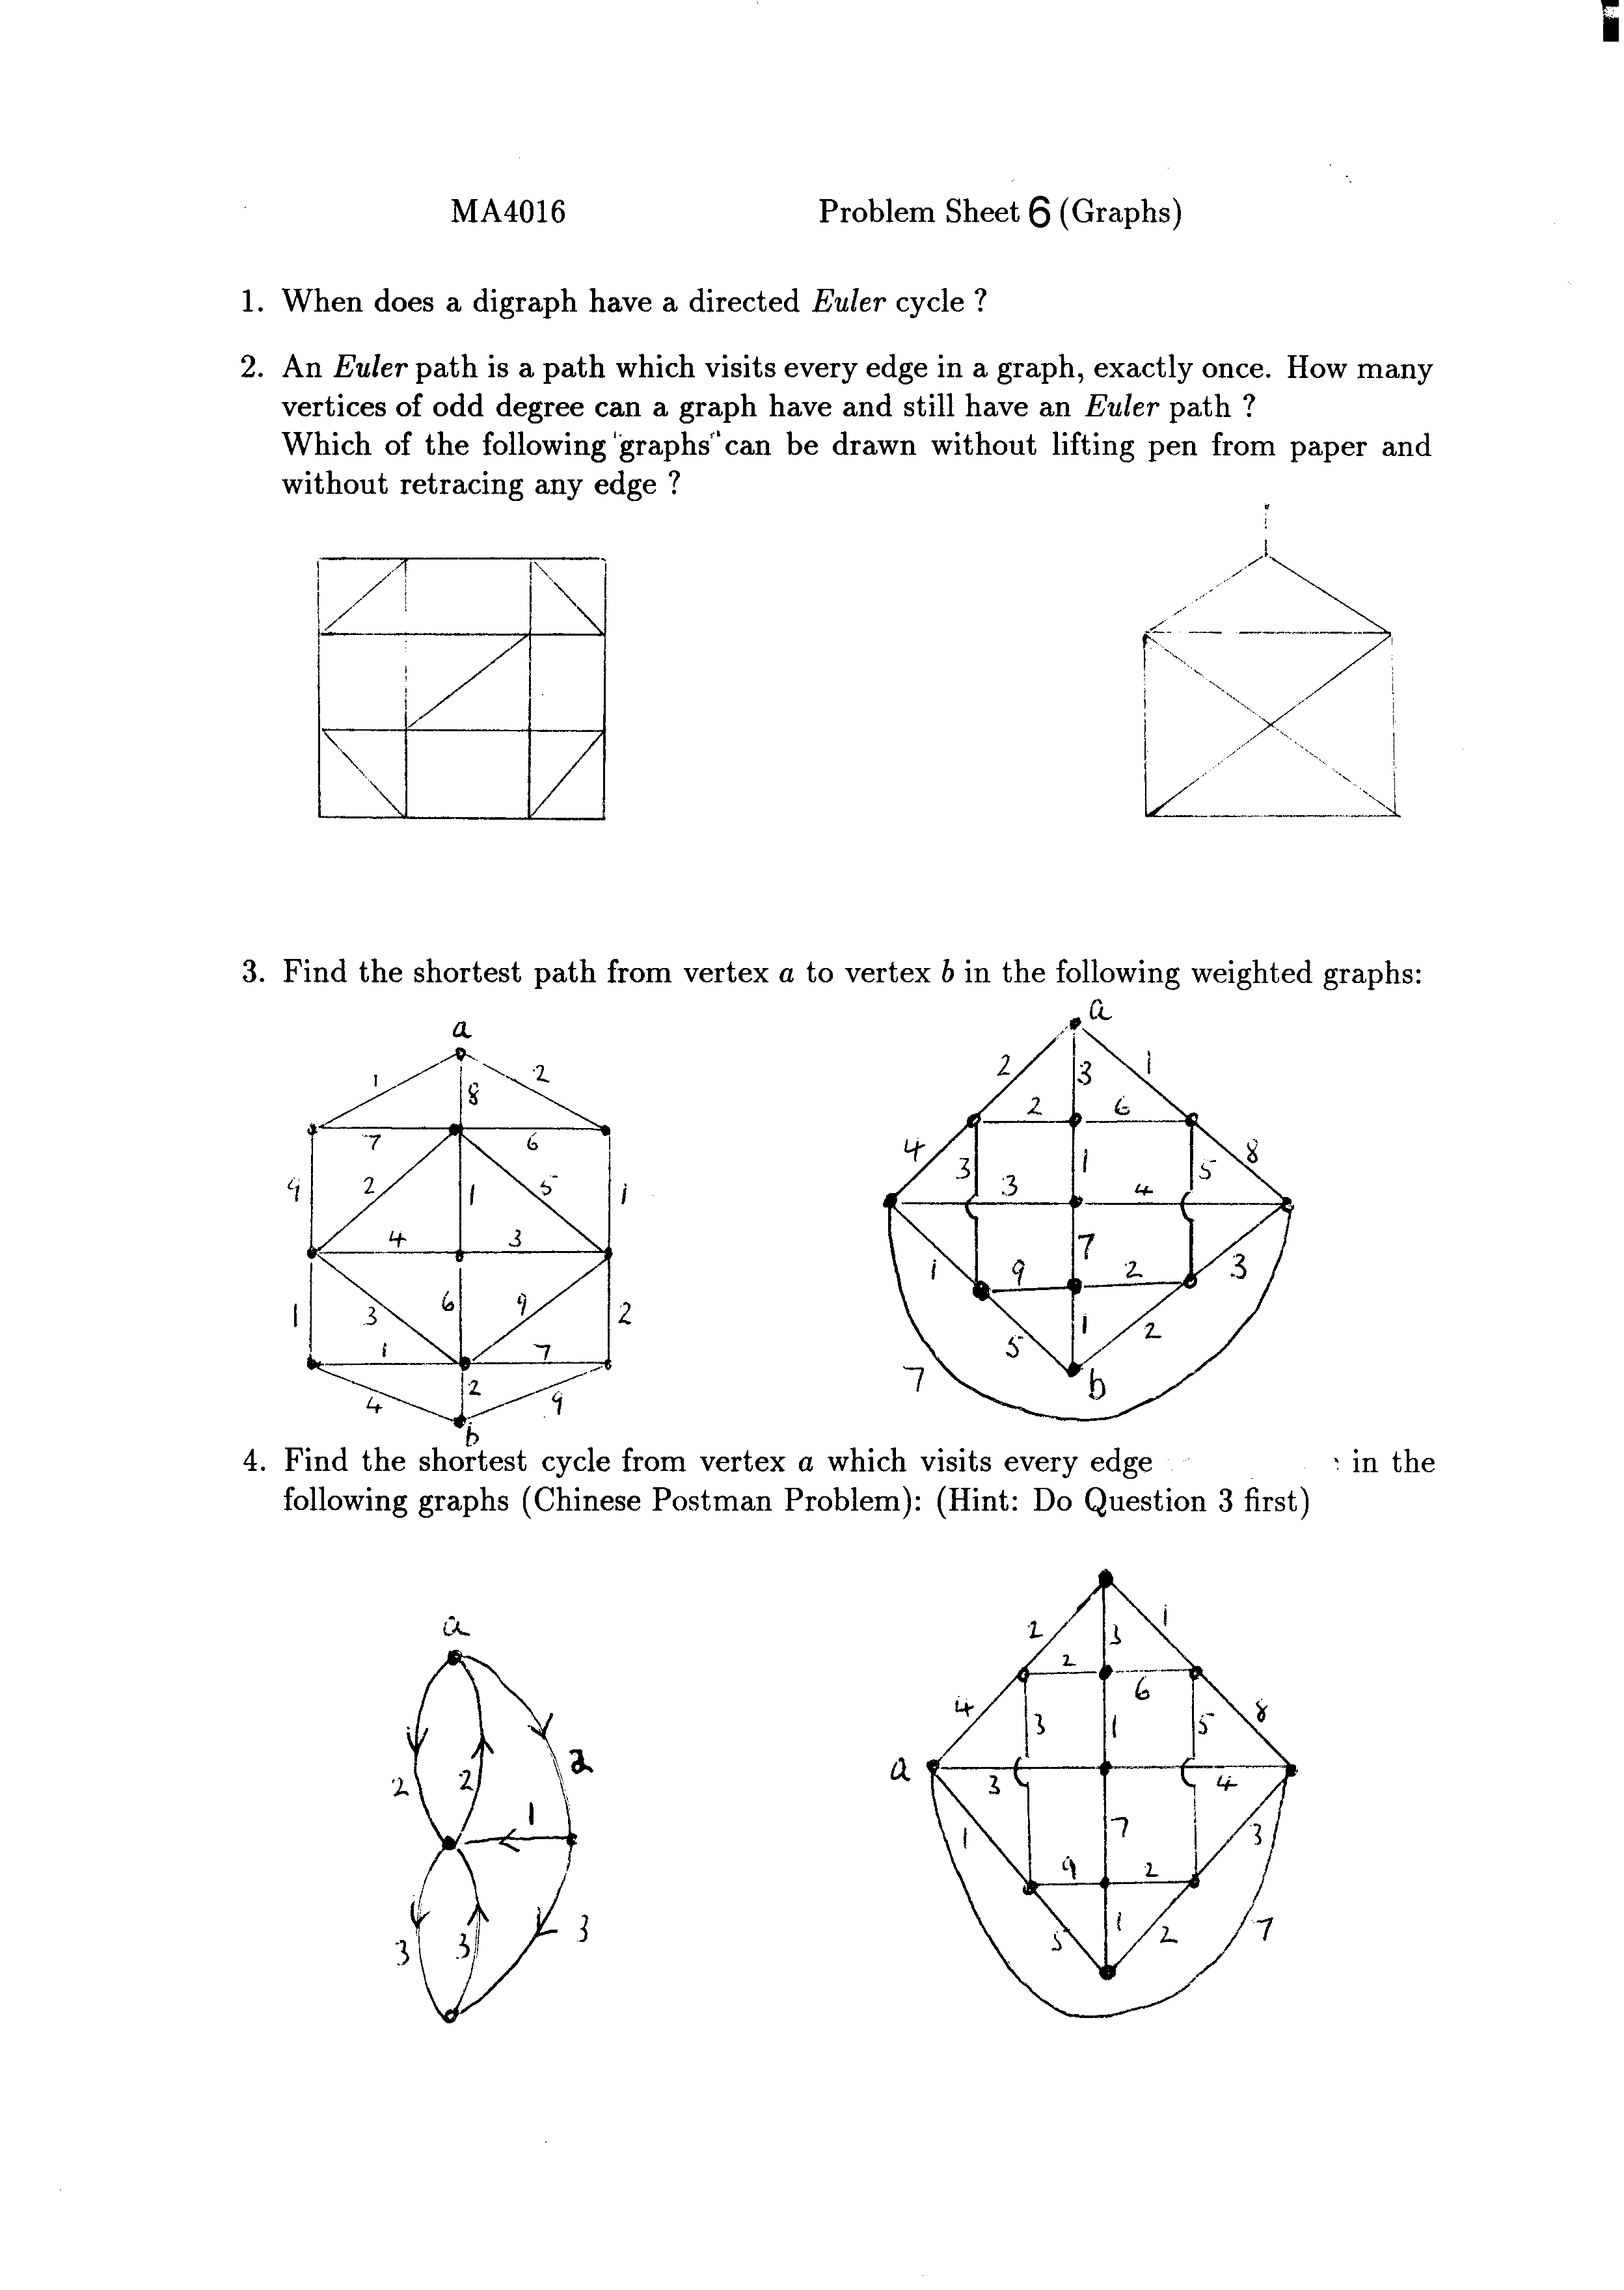 MA4016 Problem Sheet 6 (Graphs)
1. When does a digraph have a directed Euler cycle ?
2. An Euler path is a path which visits every edge in a graph, exactly once. How many
vertices of odd degree can a graph have and still have an Euler path ?
Which of the following 'graphs' can be drawn without lifting pen from paper and
without retracing any edge ?
3. Find the shortest path from vertex a to vertex b in the following weighted graphs:
a
1 8 2
7 6
9 2 1 5 1
4 3
1 3 6 9 2
1 7
4 2 9
b
a
2 3 1
2 6
4 3 1 5 8
3 4
1 9 7 2 3
5 1 2
7
b
4. Find the shortest cycle from vertex a which visits every edge in the
following graphs (Chinese Postman Problem): (Hint: Do Question 3 first)
a
2 2 2
1
3 3 3
2 3 1
2 6
4 3 1 5 8
a 3 4
1 7 3
9 2
5 1 2 7